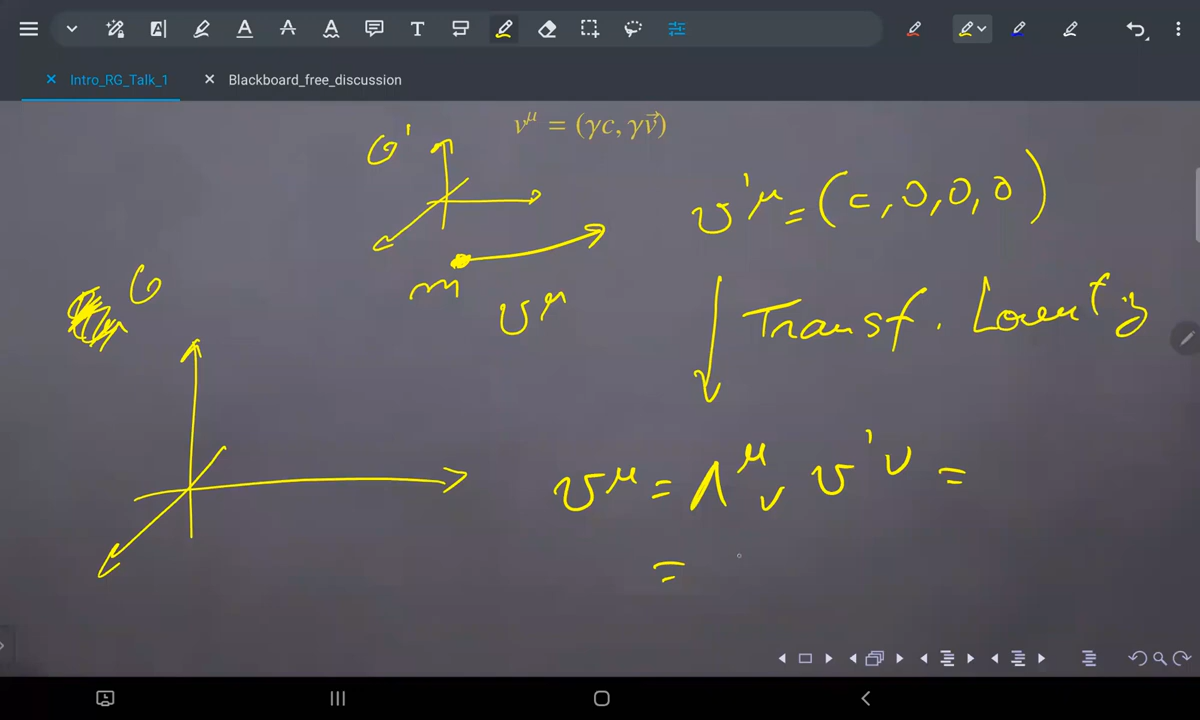 Intro_RG_Talk_1
Blackboard_free_discussion
v^μ = (γc, γv⃗)
O'
v'^μ = (c, 0, 0, 0)
m
v^μ
O
Transf. Lorentz
v^μ = Λ^μ_ν v'^ν =
=